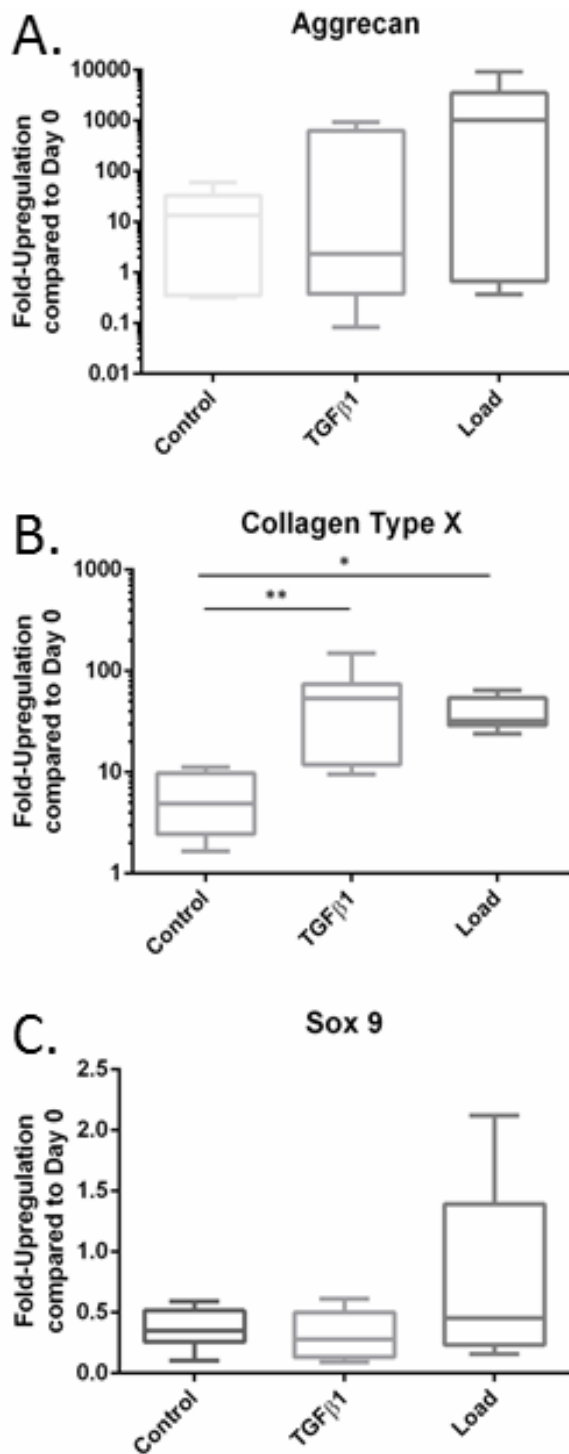 A.
Aggrecan
Fold-Upregulation
compared to Day 0
10000
1000
100
10
1
0.1
0.01
Control
TGFβ1
Load
B.
Collagen Type X
Fold-Upregulation
compared to Day 0
1000
100
10
1
*
**
Control
TGFβ1
Load
C.
Sox 9
Fold-Upregulation
compared to Day 0
2.5
2.0
1.5
1.0
0.5
0.0
Control
TGFβ1
Load